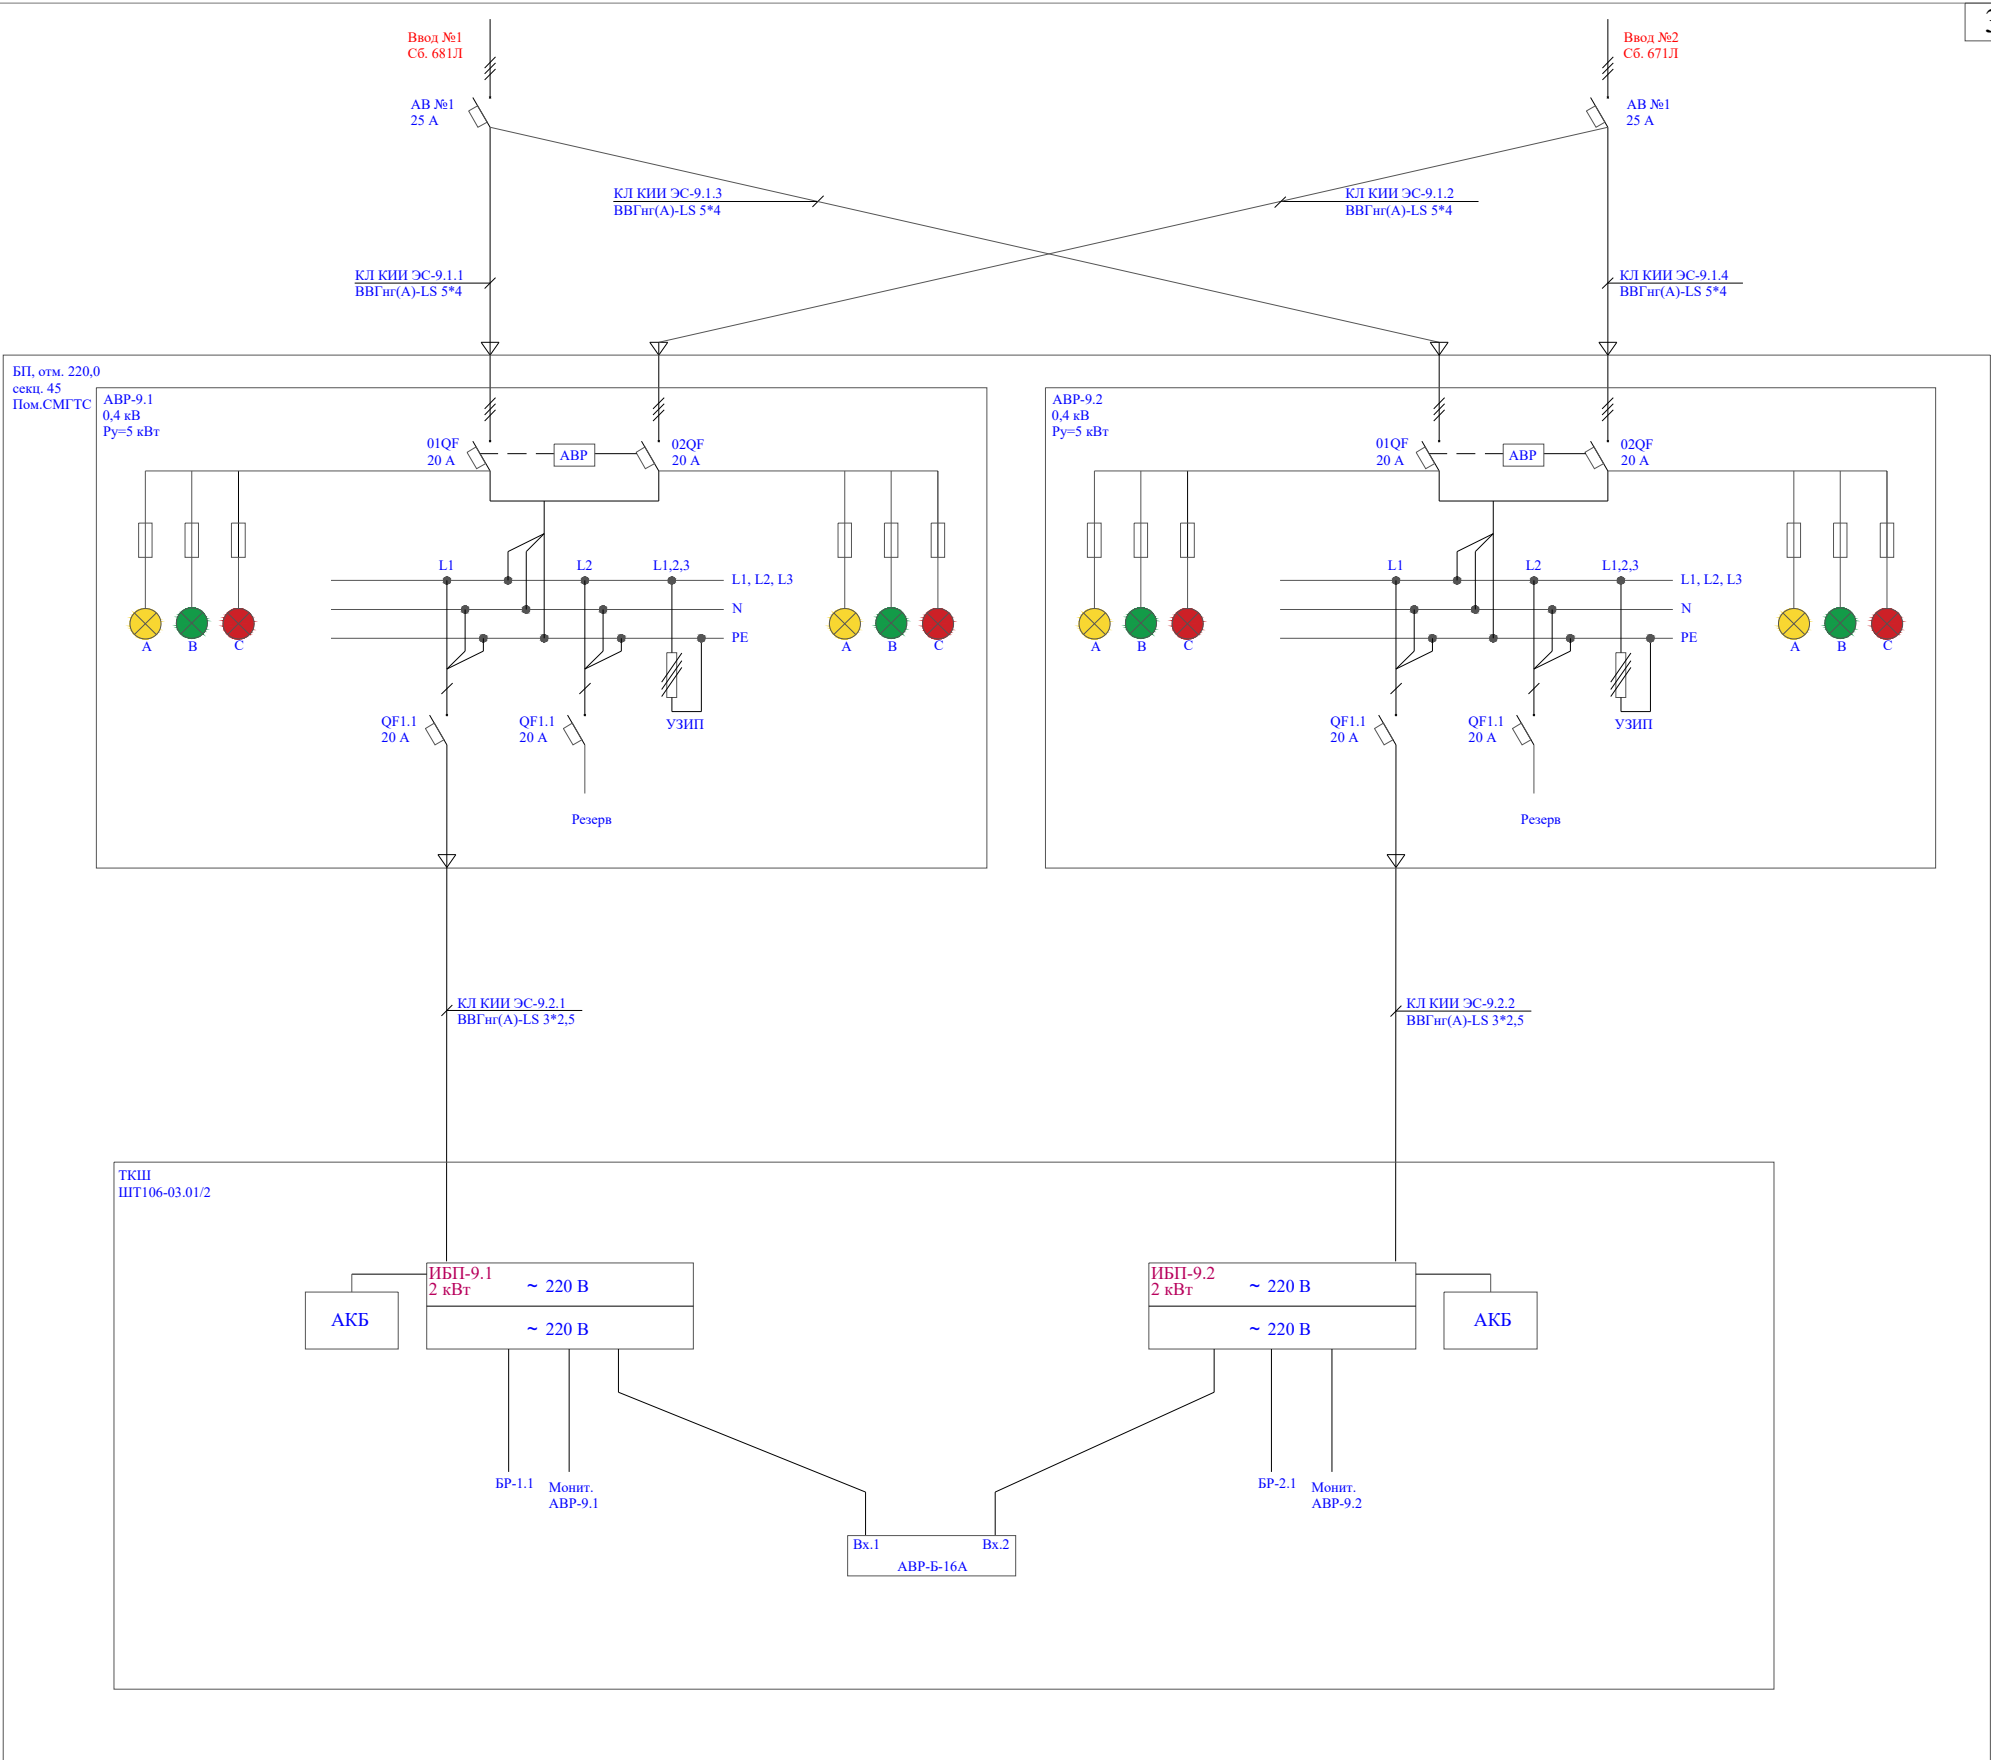 Ввод №1
Сб. 681Л
Ввод №2
Сб. 671Л
АВ №1
25 А
АВ №1
25 А
КЛ КИИ ЭС-9.1.3
ВВГнг(А)-LS 5*4
КЛ КИИ ЭС-9.1.2
ВВГнг(А)-LS 5*4
КЛ КИИ ЭС-9.1.1
ВВГнг(А)-LS 5*4
КЛ КИИ ЭС-9.1.4
ВВГнг(А)-LS 5*4
БП, отм. 220,0
секц. 45
Пом.СМГТС
АВР-9.1
0,4 кВ
Ру=5 кВт
01QF
20 А
АВР
02QF
20 А
L1
L2
L1,2,3
L1, L2, L3
N
PE
А
В
С
А
В
С
QF1.1
20 А
QF1.1
20 А
УЗИП
Резерв
АВР-9.2
0,4 кВ
Ру=5 кВт
01QF
20 А
АВР
02QF
20 А
L1
L2
L1,2,3
L1, L2, L3
N
PE
А
В
С
А
В
С
QF1.1
20 А
QF1.1
20 А
УЗИП
Резерв
КЛ КИИ ЭС-9.2.1
ВВГнг(А)-LS 3*2,5
КЛ КИИ ЭС-9.2.2
ВВГнг(А)-LS 3*2,5
ТКШ
ШТ106-03.01/2
ИБП-9.1
2 кВт
~ 220 В
~ 220 В
АКБ
ИБП-9.2
2 кВт
~ 220 В
~ 220 В
АКБ
БР-1.1
Монит.
АВР-9.1
БР-2.1
Монит.
АВР-9.2
Вх.1
Вх.2
АВР-Б-16А